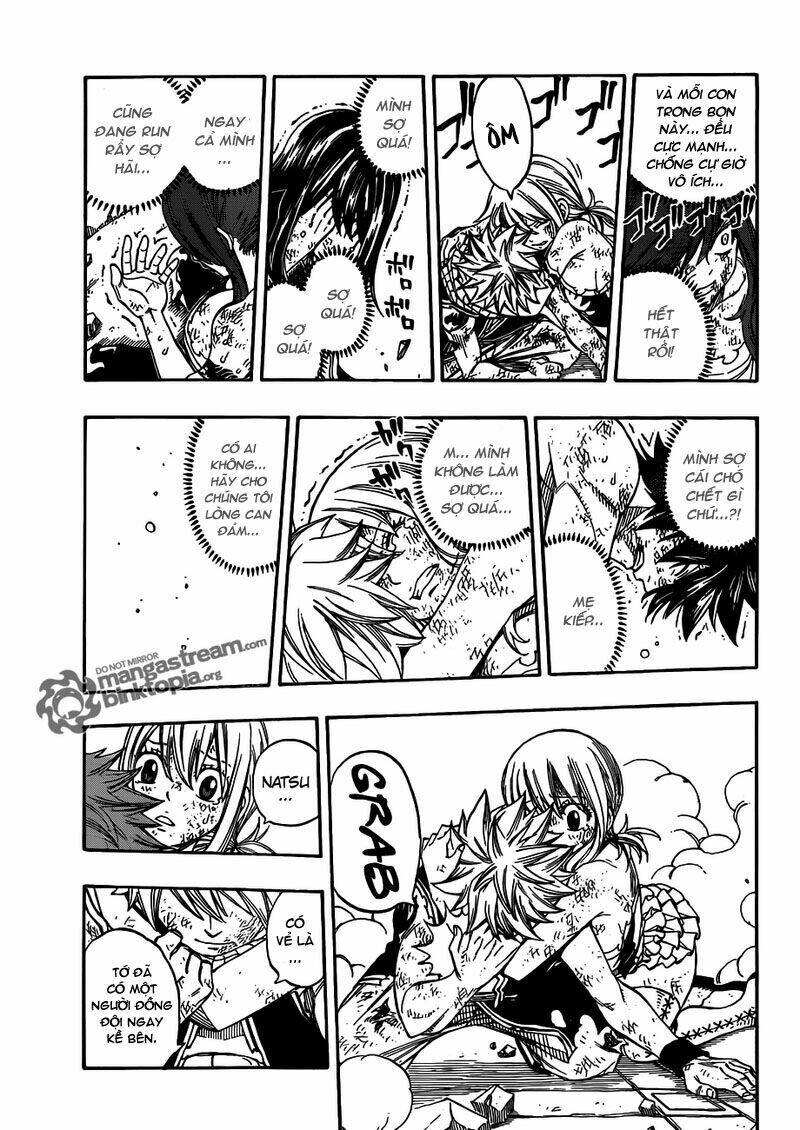 VÀ MỖI CON
TRONG BỌN
NÀY... ĐỀU
CỰC MẠNH...
CHỐNG CỰ GIỜ
VÔ ÍCH...
HẾT
THẬT
RỒI!
ÔM
MÌNH
SỢ
QUÁ!
SỢ
QUÁ!
SỢ
QUÁ!
NGAY
CẢ MÌNH
...
CŨNG
ĐANG RUN
RẨY SỢ
HÃI...
MÌNH SỢ
CÁI CHÓ
CHẾT GÌ
CHỨ...?!
MẸ
KIẾP...
M... MÌNH
KHÔNG LÀM
ĐƯỢC...
SỢ QUÁ...
CÓ AI
KHÔNG...
HÃY CHO
CHÚNG TÔI
LÒNG CAN
ĐẢM...
DO NOT MIRROR
mangastream.com
binktopia.org
GRAB
NATSU
...
CÓ
VẺ LÀ
...
TỚ ĐÃ
CÓ MỘT
NGƯỜI ĐỒNG
ĐỘI NGAY
KỀ BÊN.